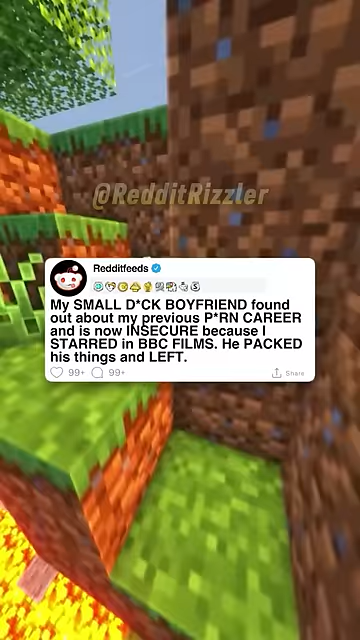 @RedditRizzler
Redditfeeds
My SMALL D*CK BOYFRIEND found
out about my previous P*RN CAREER
and is now INSECURE because I
STARRED in BBC FILMS. He PACKED
his things and LEFT.
99+ 99+ Share